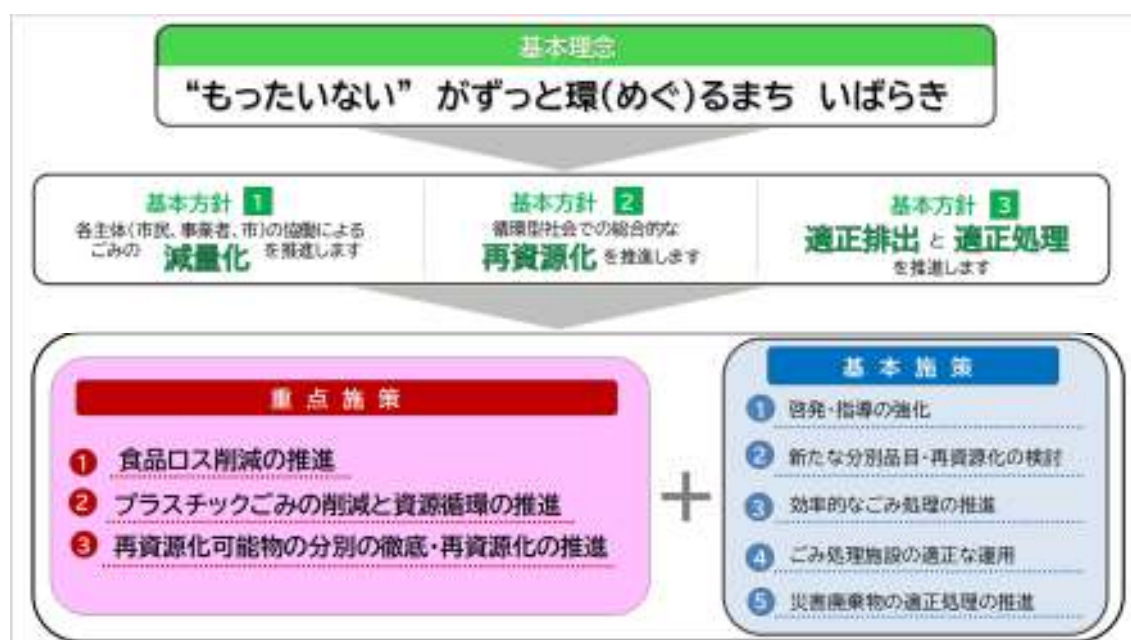 基本理念
“もったいない” がずっと環(めぐ)るまち いばらき
基本方針 1
各主体(市民、事業者、市)の協働による
ごみの 減量化 を推進します
基本方針 2
循環型社会での総合的な
再資源化 を推進します
基本方針 3
適正排出 と 適正処理
を推進します
重点施策
1 食品ロス削減の推進
2 プラスチックごみの削減と資源循環の推進
3 再資源化可能物の分別の徹底・再資源化の推進
+
基本施策
1 啓発・指導の強化
2 新たな分別品目・再資源化の検討
3 効率的なごみ処理の推進
4 ごみ処理施設の適正な運用
5 災害廃棄物の適正処理の推進